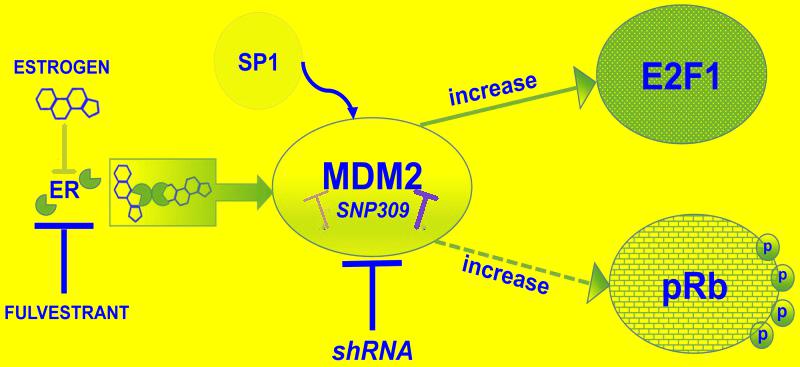 ESTROGEN
SP1
E2F1
increase
MDM2
SNP309
ER
FULVESTRANT
increase
pRb
p
p
p
p
shRNA